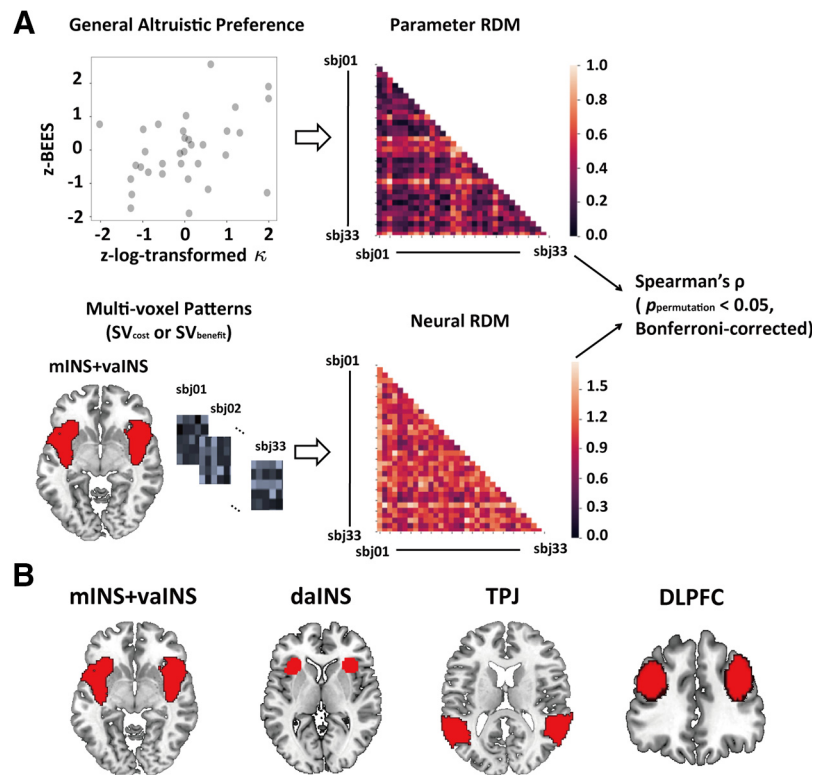 A
General Altruistic Preference
Parameter RDM
z-BEES
2
1
0
-1
-2
-2 -1 0 1 2
z-log-transformed κ
sbj01
sbj33
sbj01
sbj33
1.0
0.8
0.6
0.4
0.2
0.0
Spearman's ρ
( ppermutation < 0.05,
Bonferroni-corrected)
Multi-voxel Patterns
(SVcost or SVbenefit)
mINS+vaINS
sbj01
sbj02
...
sbj33
...
Neural RDM
sbj01
sbj33
sbj01
sbj33
1.5
1.2
0.9
0.6
0.3
0.0
B
mINS+vaINS
daINS
TPJ
DLPFC